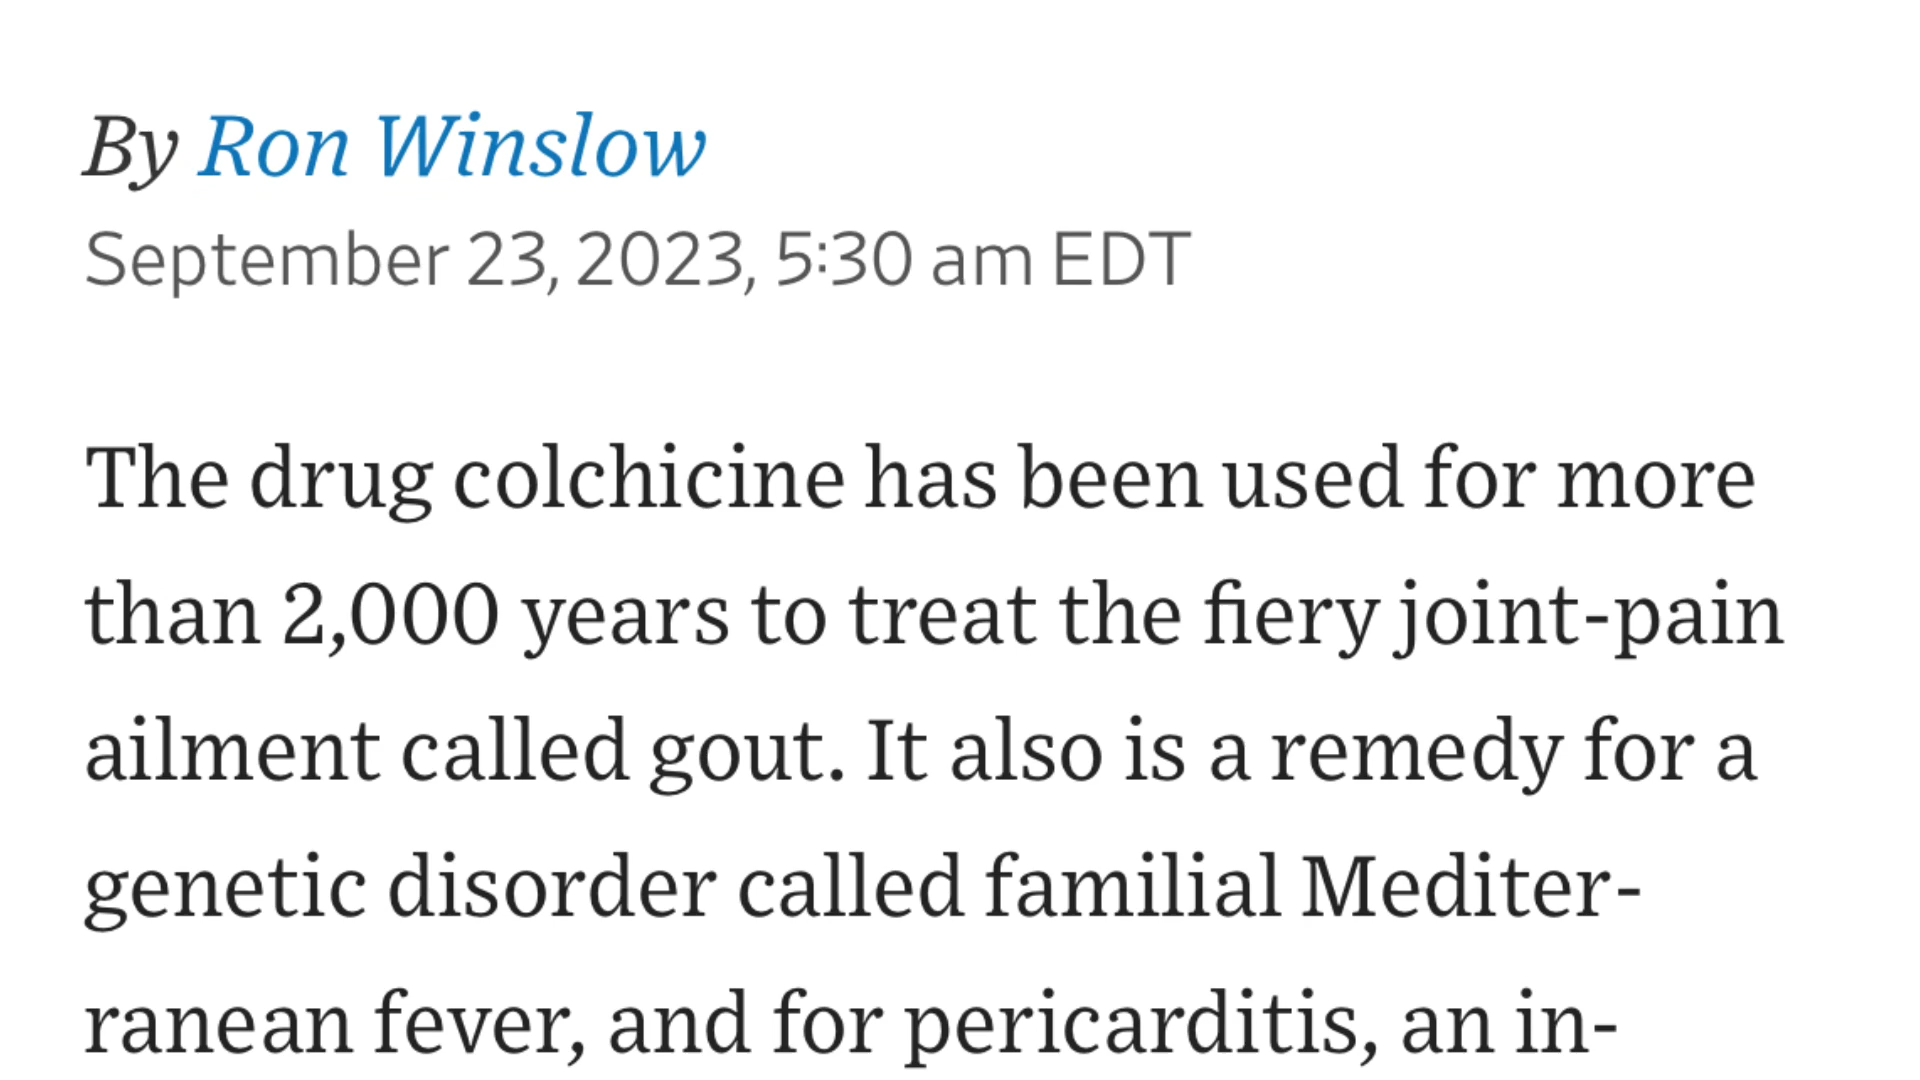 By Ron Winslow
September 23, 2023, 5:30 am EDT
The drug colchicine has been used for more
than 2,000 years to treat the fiery joint-pain
ailment called gout. It also is a remedy for a
genetic disorder called familial Mediter-
ranean fever, and for pericarditis, an in-